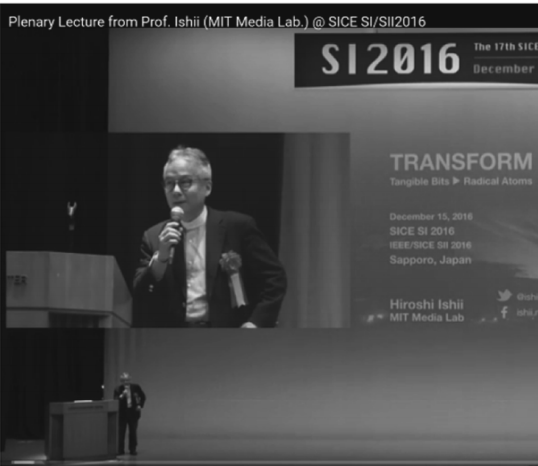 Plenary Lecture from Prof. Ishii (MIT Media Lab.) @ SICE SI/SII2016
SI2016
The 17th SICE
December
TRANSFORM
Tangible Bits ▶ Radical Atoms
December 15, 2016
SICE SI 2016
IEEE/SICE SII 2016
Sapporo, Japan
Hiroshi Ishii
MIT Media Lab